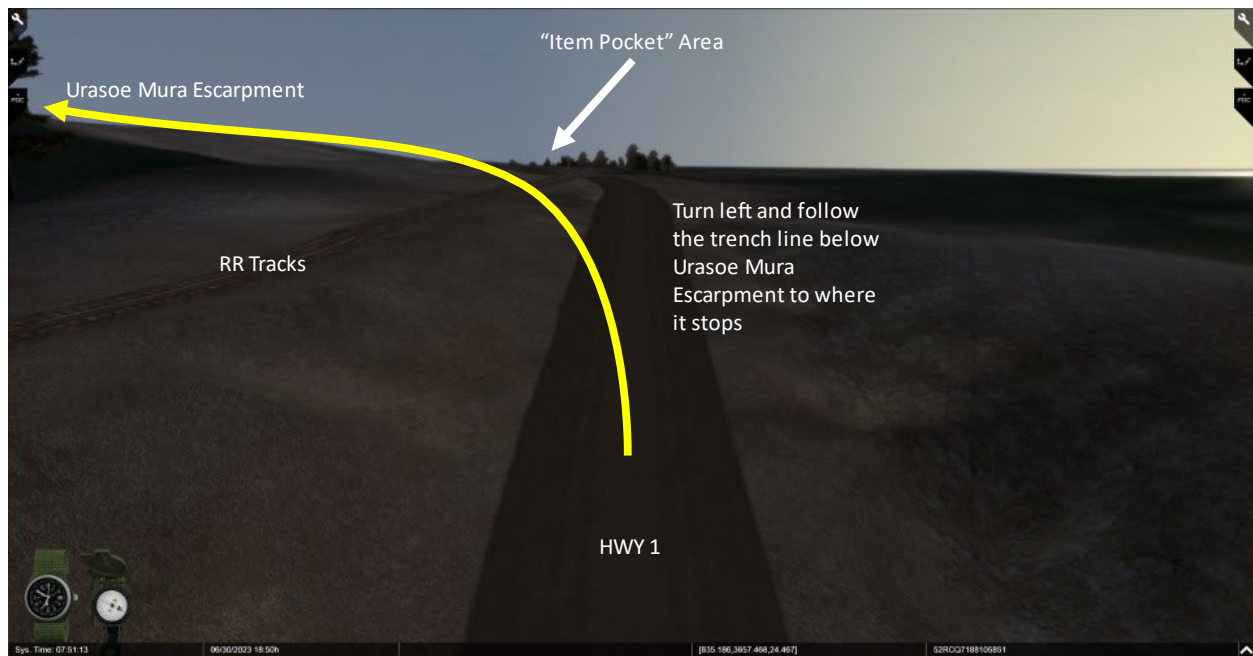 “Item Pocket” Area
Urasoe Mura Escarpment
Turn left and follow
the trench line below
Urasoe Mura
Escarpment to where
it stops
RR Tracks
HWY 1
Sys. Time: 07:51:13
06/30/2023 18:50h
[835.186,3657.468,24.467]
52RCQ7188105851